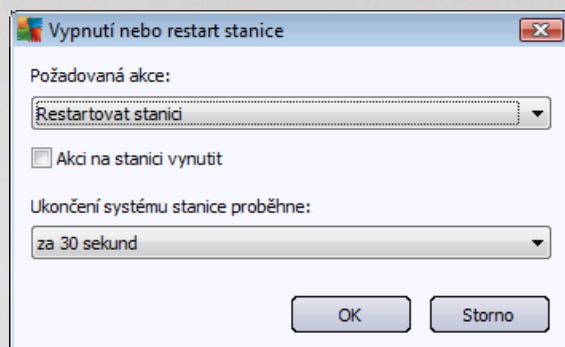 Vypnutí nebo restart stanice
Požadovaná akce:
Restartovat stanici
Akci na stanici vynutit
Ukončení systému stanice proběhne:
za 30 sekund
OK
Storno